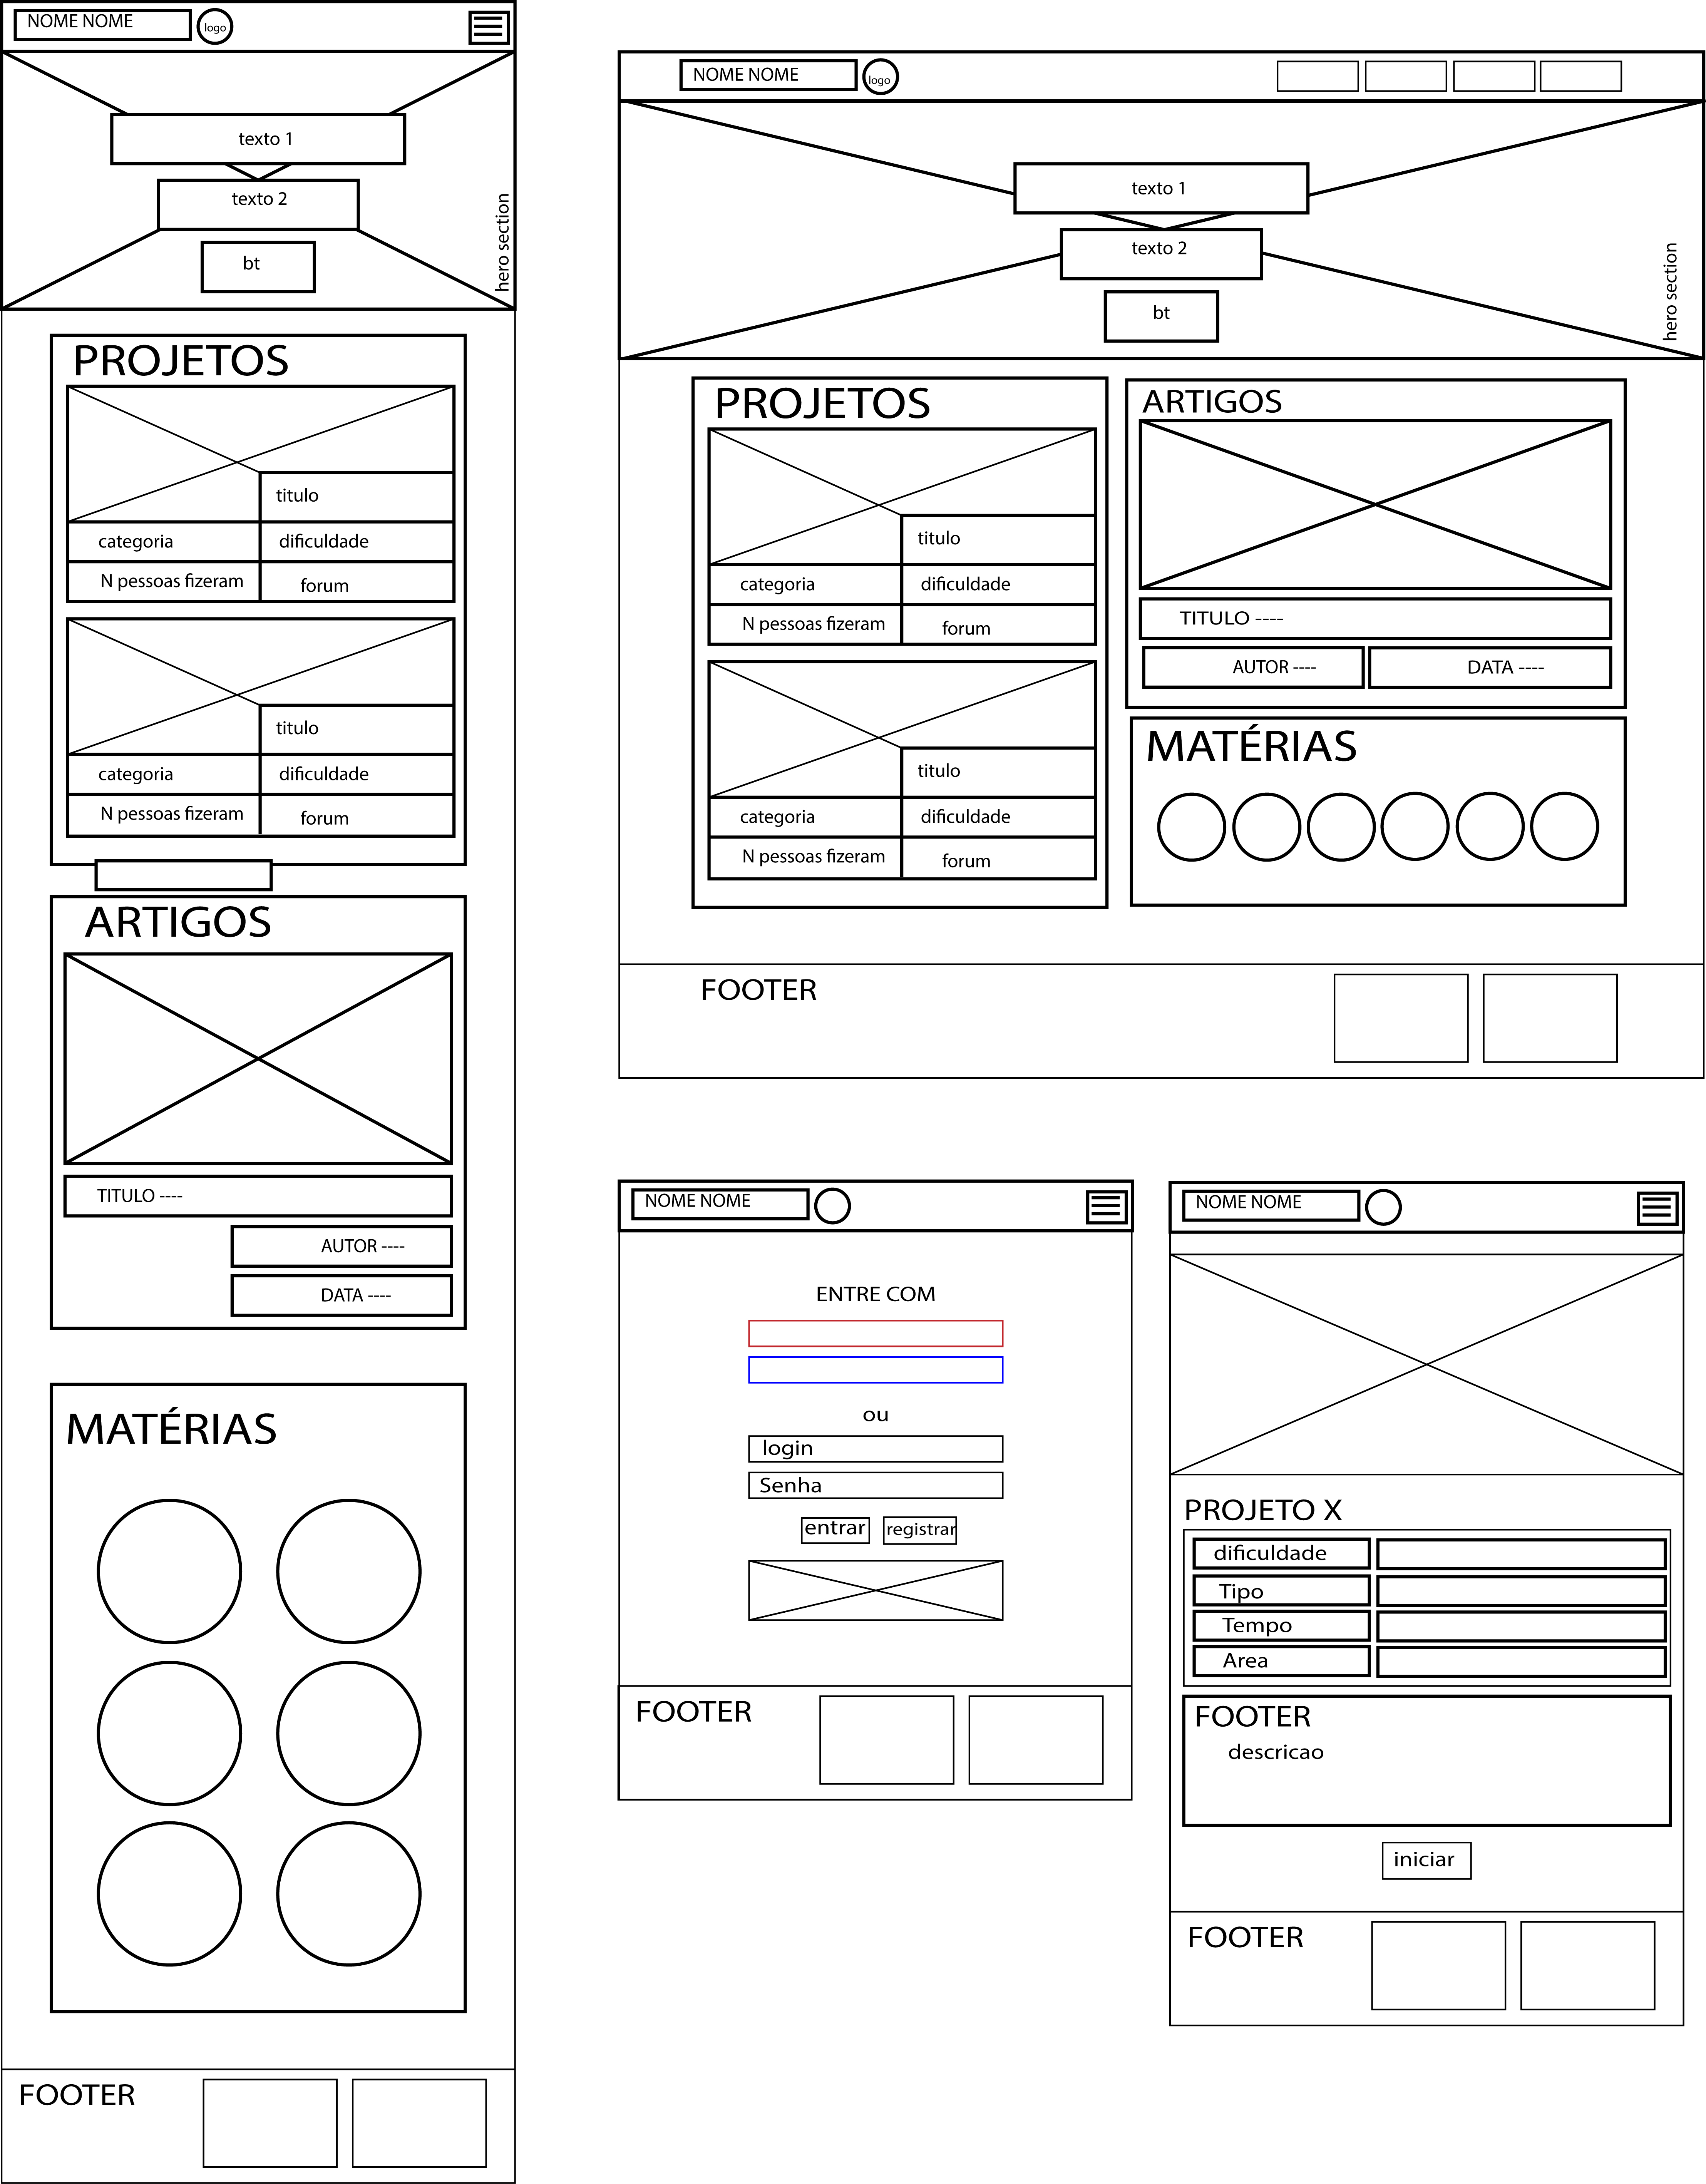 NOME NOME
logo
texto 1
texto 2
bt
hero section
PROJETOS
titulo
categoria
dificuldade
N pessoas fizeram
forum
titulo
categoria
dificuldade
N pessoas fizeram
forum
ARTIGOS
TITULO ----
AUTOR ----
DATA ----
MATÉRIAS
FOOTER
NOME NOME
logo
texto 1
texto 2
bt
hero section
PROJETOS
titulo
categoria
dificuldade
N pessoas fizeram
forum
titulo
categoria
dificuldade
N pessoas fizeram
forum
ARTIGOS
TITULO ----
AUTOR ----
DATA ----
MATÉRIAS
FOOTER
NOME NOME
ENTRE COM
ou
login
Senha
entrar
registrar
FOOTER
NOME NOME
PROJETO X
dificuldade
Tipo
Tempo
Area
FOOTER
descricao
iniciar
FOOTER